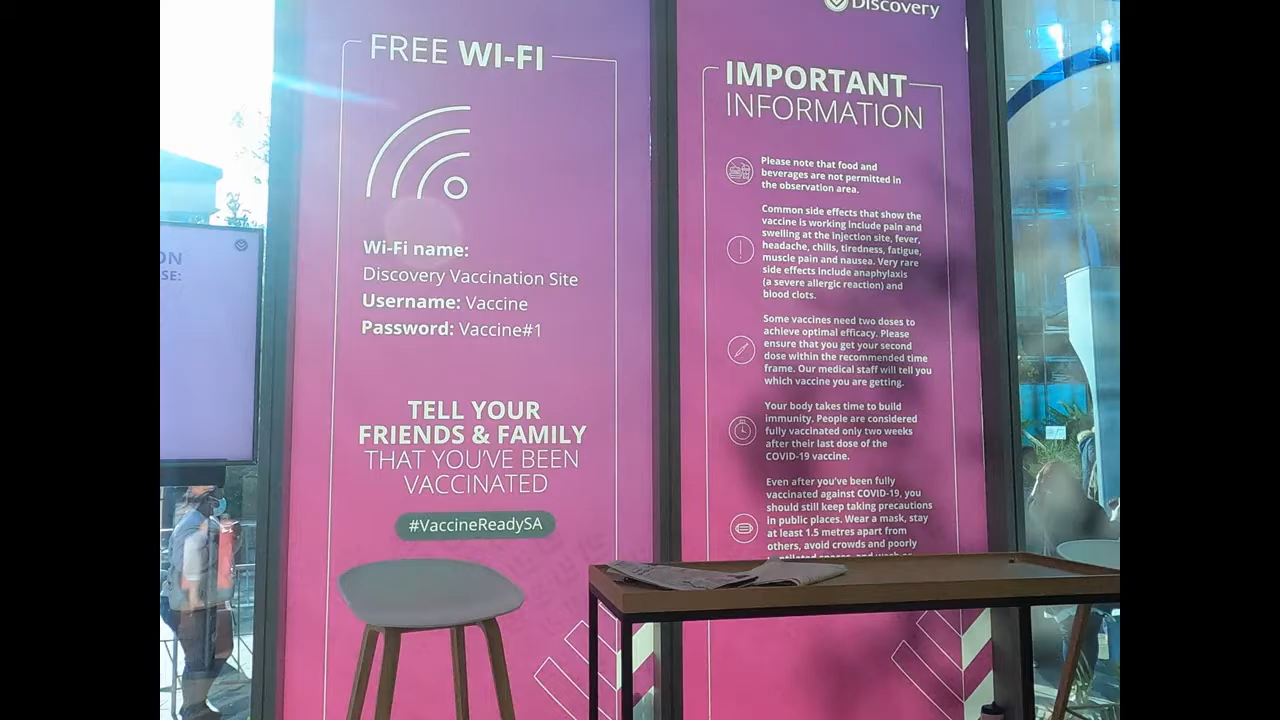 FREE WI-FI
Wi-Fi name:
Discovery Vaccination Site
Username: Vaccine
Password: Vaccine#1
TELL YOUR
FRIENDS & FAMILY
THAT YOU'VE BEEN
VACCINATED
#VaccineReadySA
Discovery
IMPORTANT
INFORMATION
Please note that food and
beverages are not permitted in
the observation area.
Common side effects that show the
vaccine is working include pain and
swelling at the injection site, fever,
headache, chills, tiredness, fatigue,
muscle pain and nausea. Very rare
side effects include anaphylaxis
(a severe allergic reaction) and
blood clots.
Some vaccines need two doses to
achieve optimal efficacy. Please
ensure that you get your second
dose within the recommended time
frame. Our medical staff will tell you
which vaccine you are getting.
Your body takes time to build
immunity. People are considered
fully vaccinated only two weeks
after their last dose of the
COVID-19 vaccine.
Even after you've been fully
vaccinated against COVID-19, you
should still keep taking precautions
in public places. Wear a mask, stay
at least 1.5 metres apart from
others, avoid crowds and poorly